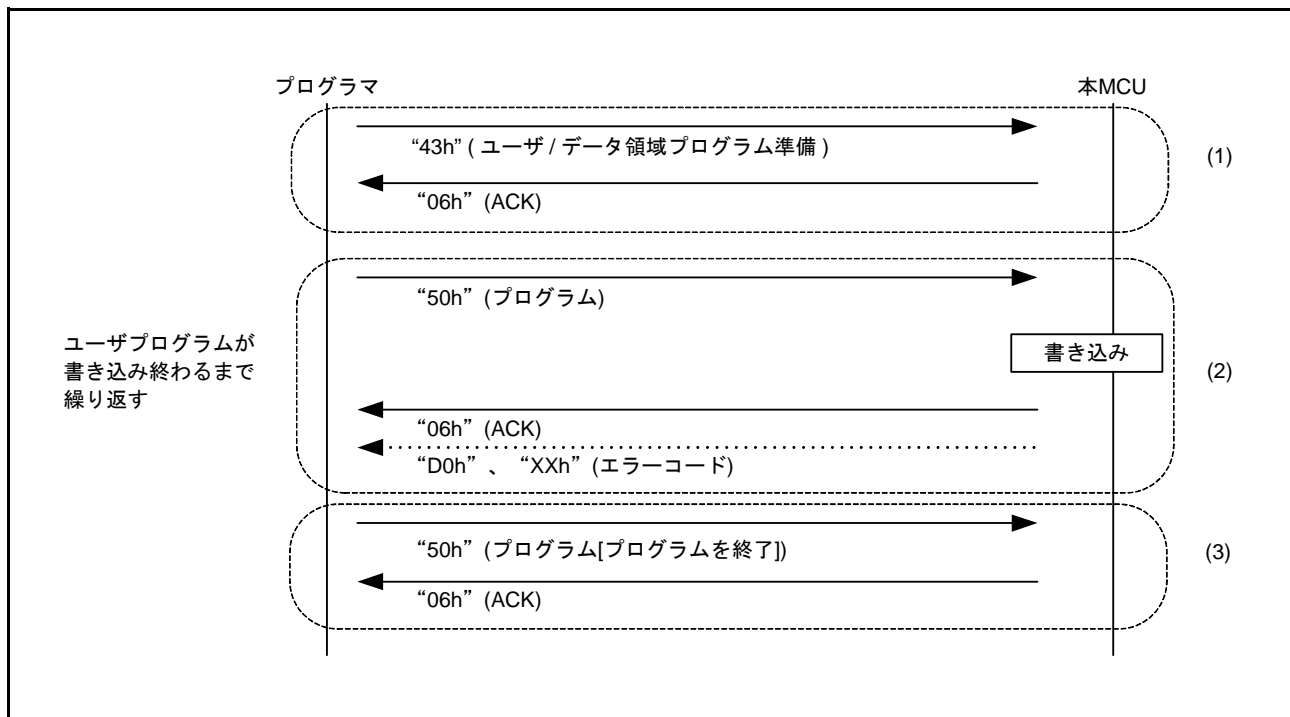 プログラマ
本MCU
“43h” ( ユーザ / データ領域プログラム準備 )
(1)
“06h” (ACK)
“50h” (プログラム)
ユーザプログラムが
書き込み終わるまで
繰り返す
書き込み
(2)
“06h” (ACK)
“D0h” 、 “XXh” (エラーコード)
“50h” (プログラム[プログラムを終了])
(3)
“06h” (ACK)